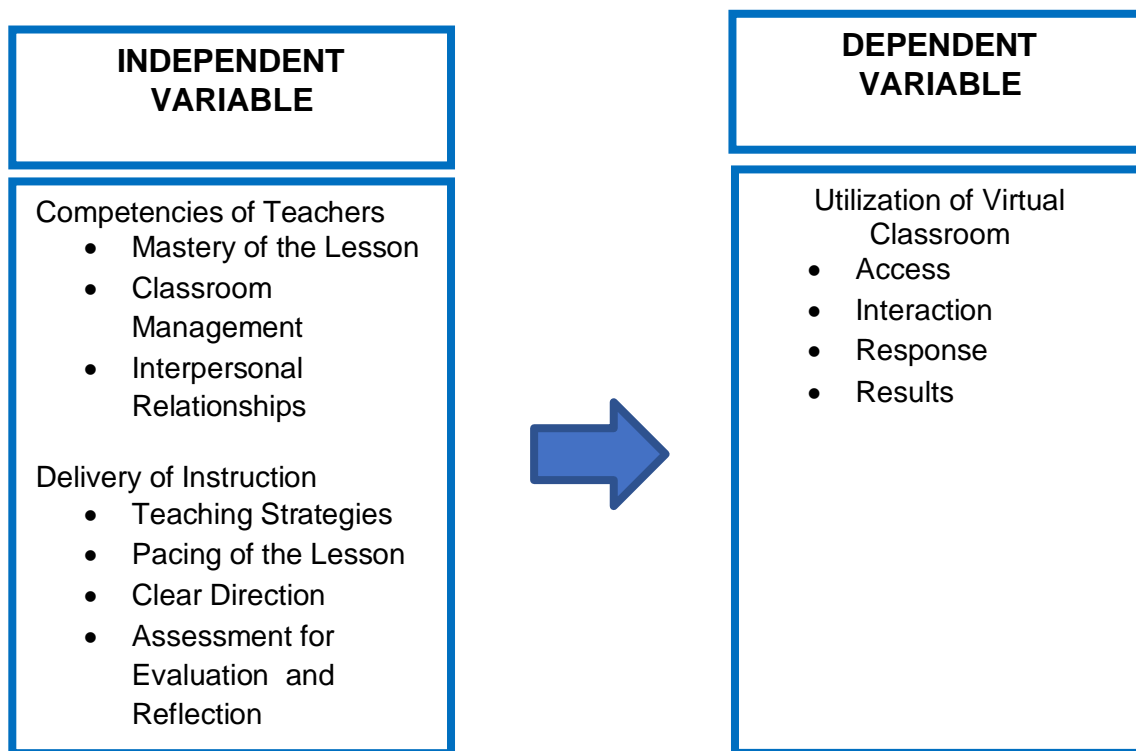 INDEPENDENT
VARIABLE
Competencies of Teachers
• Mastery of the Lesson
• Classroom
Management
• Interpersonal
Relationships
Delivery of Instruction
• Teaching Strategies
• Pacing of the Lesson
• Clear Direction
• Assessment for
Evaluation  and
Reflection
DEPENDENT
VARIABLE
Utilization of Virtual
Classroom
• Access
• Interaction
• Response
• Results